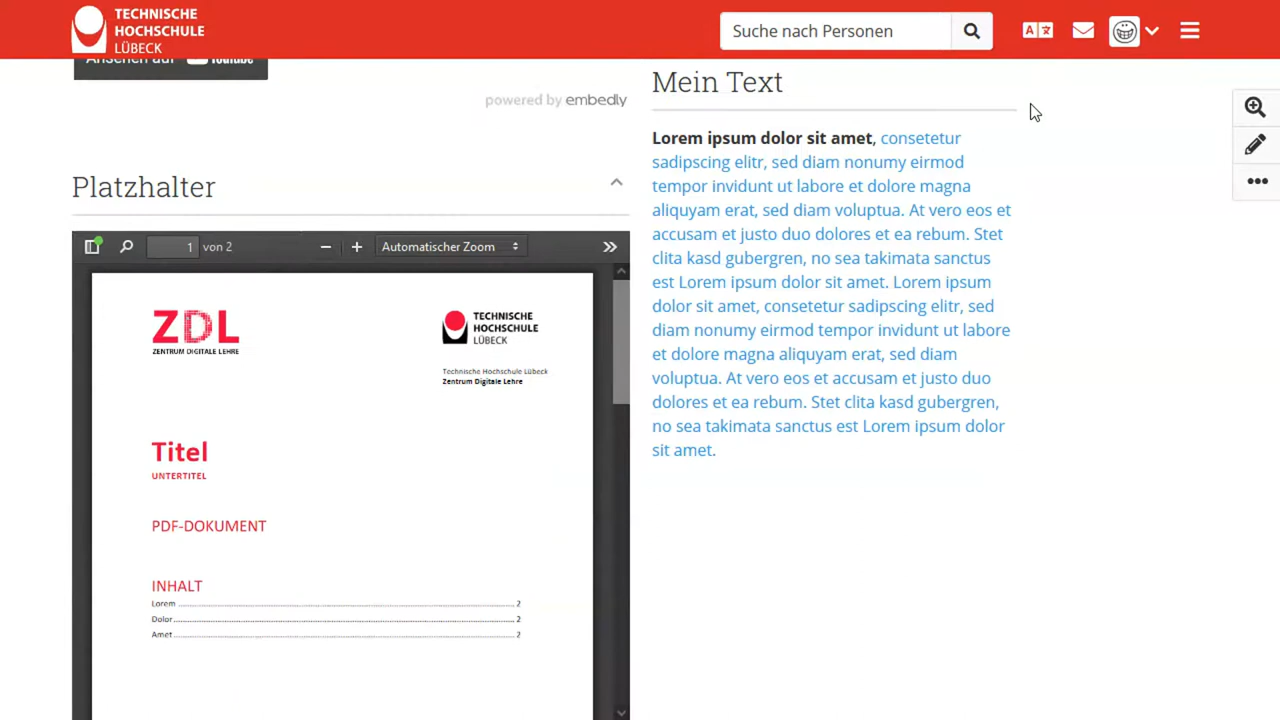 TECHNISCHE
HOCHSCHULE
LÜBECK
Suche nach Personen
Ansehen auf YouTube
powered by embedly
Platzhalter
1 von 2
Automatischer Zoom
ZDL
ZENTRUM DIGITALE LEHRE
TECHNISCHE
HOCHSCHULE
LÜBECK
Technische Hochschule Lübeck
Zentrum Digitale Lehre
Titel
UNTERTITEL
PDF-DOKUMENT
INHALT
Lorem 2
Dolor 2
Amet 2
Mein Text
Lorem ipsum dolor sit amet, consetetur
sadipscing elitr, sed diam nonumy eirmod
tempor invidunt ut labore et dolore magna
aliquyam erat, sed diam voluptua. At vero eos et
accusam et justo duo dolores et ea rebum. Stet
clita kasd gubergren, no sea takimata sanctus
est Lorem ipsum dolor sit amet. Lorem ipsum
dolor sit amet, consetetur sadipscing elitr, sed
diam nonumy eirmod tempor invidunt ut labore
et dolore magna aliquyam erat, sed diam
voluptua. At vero eos et accusam et justo duo
dolores et ea rebum. Stet clita kasd gubergren,
no sea takimata sanctus est Lorem ipsum dolor
sit amet.